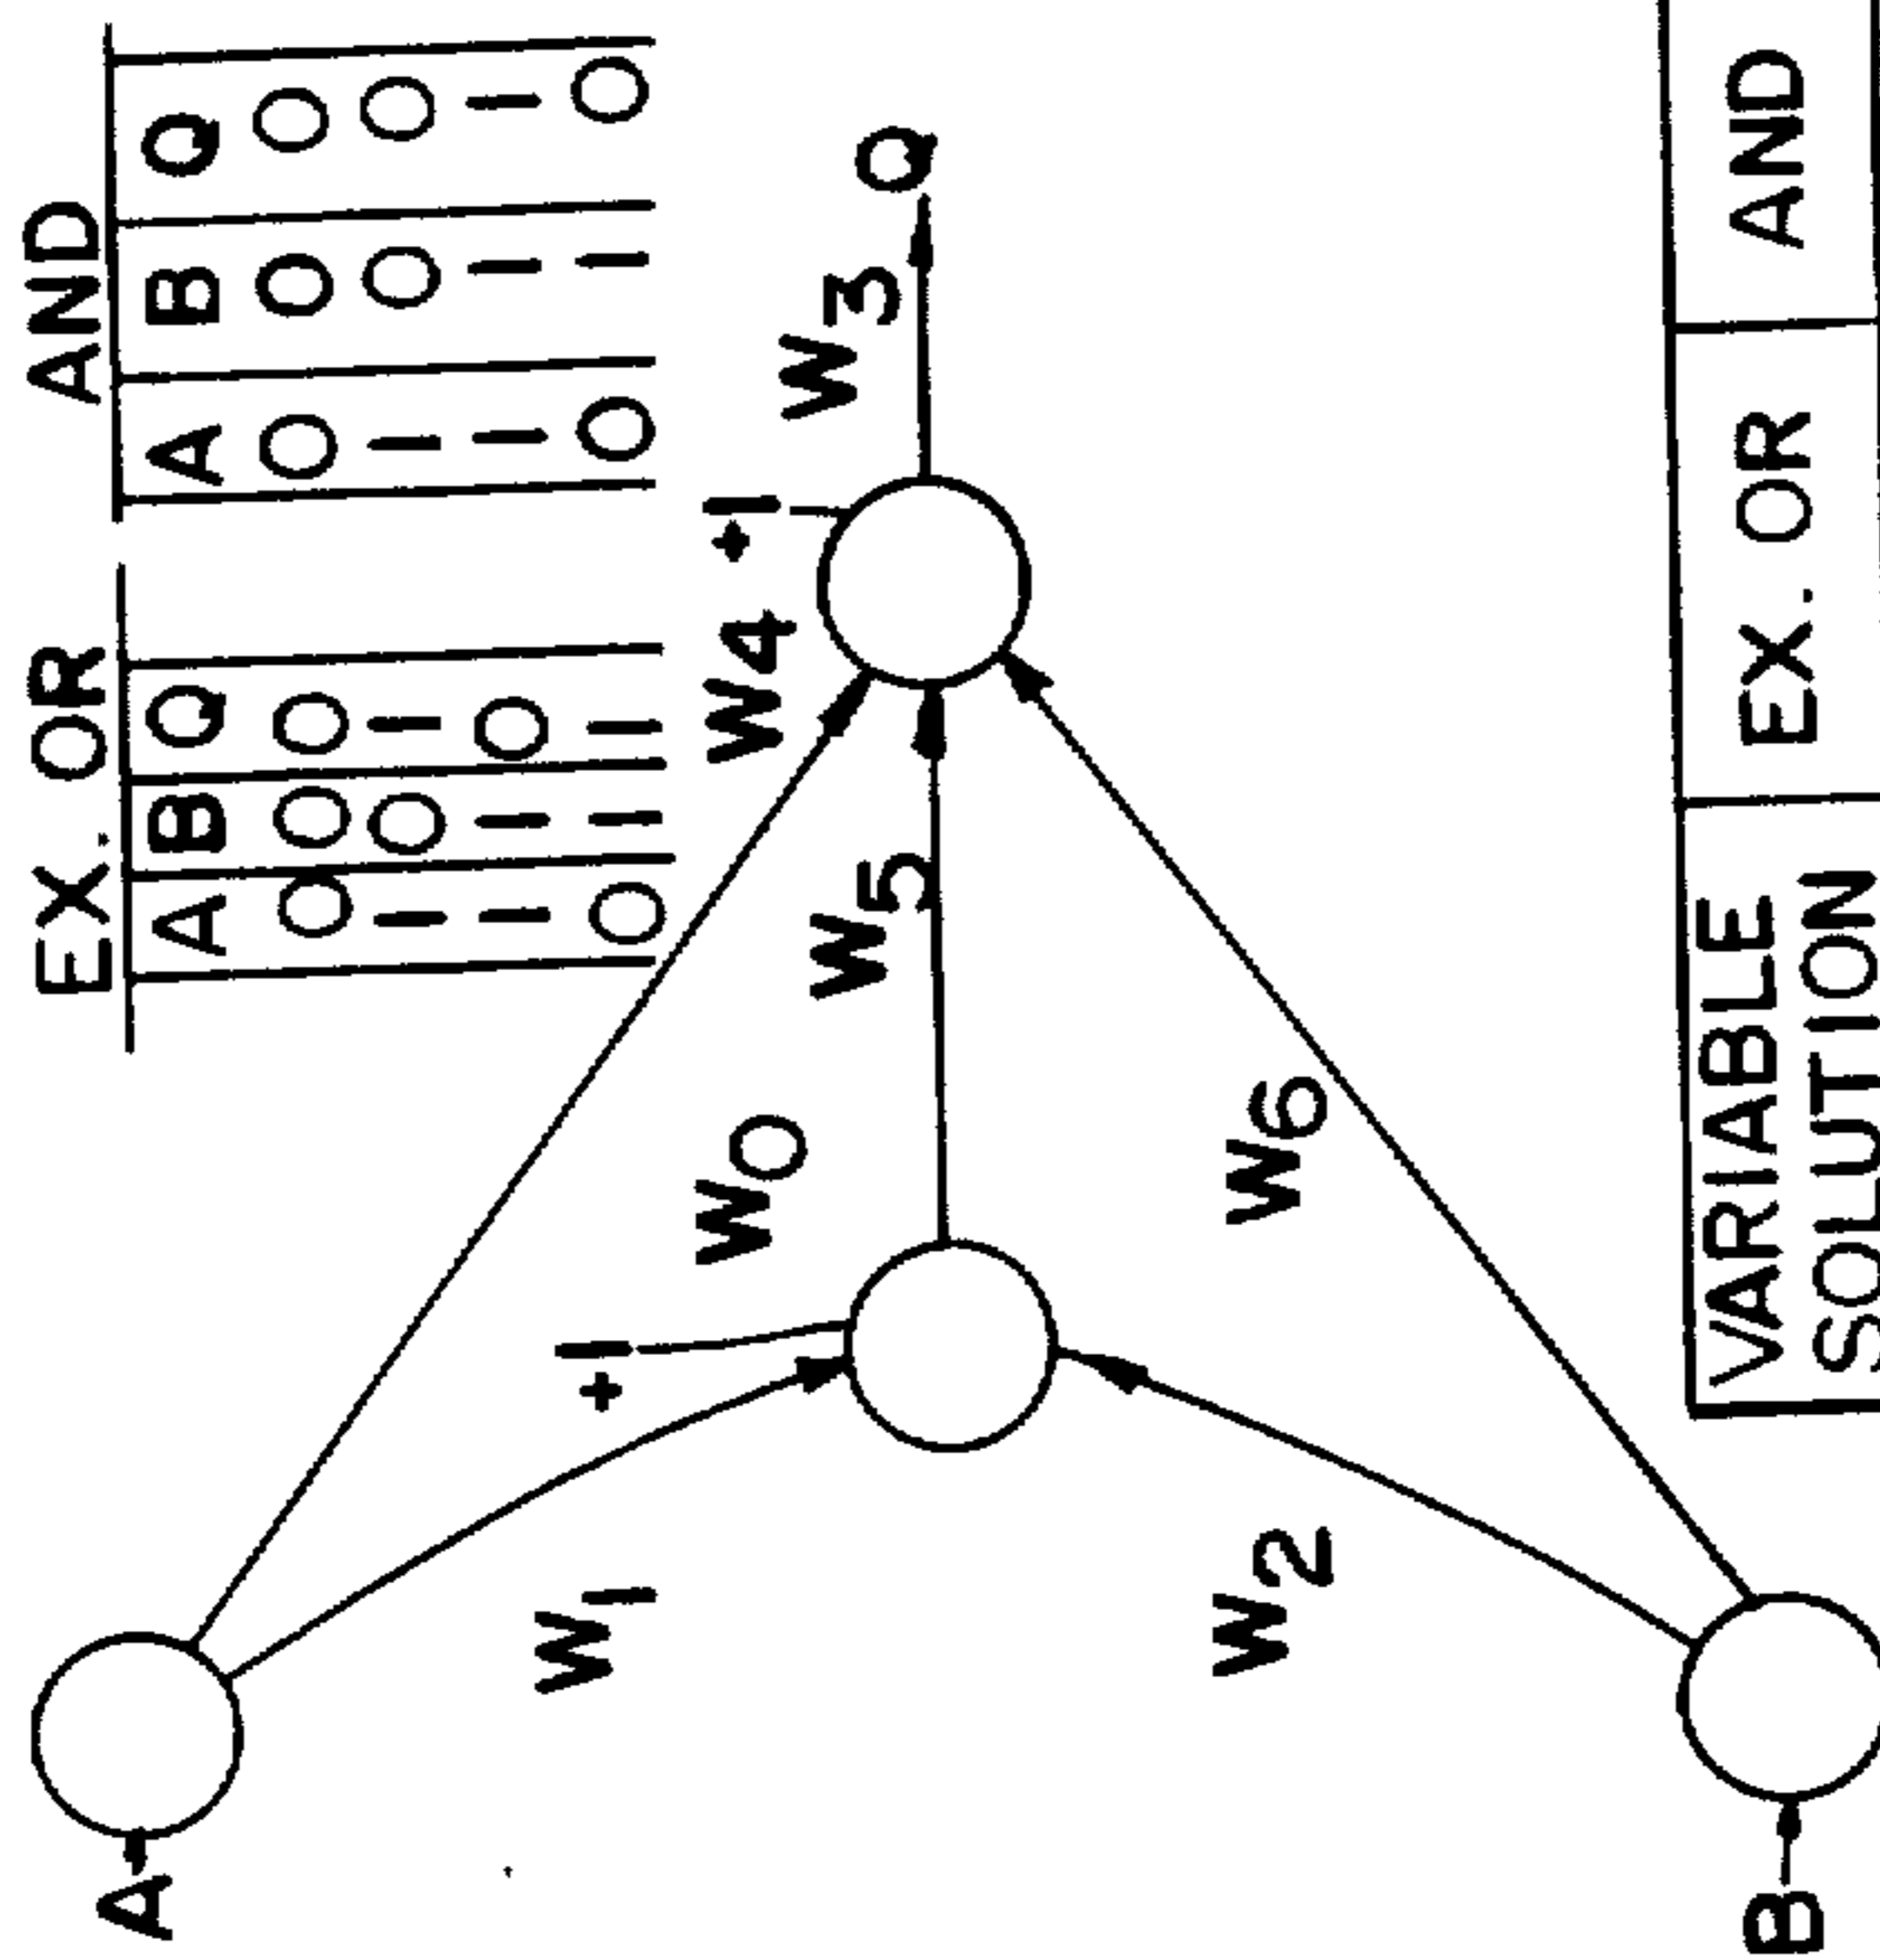 EX. OR AND
A
A B Q A B Q
0 0 0 0 0 0
1 0 1 1 0 0
1 1 0 1 1 1
0 1 1 0 1 0
W1 +1
W0 W4 +1
W5 W3 Q
W2 W6
B
VARIABLE SOLUTION EX. OR AND